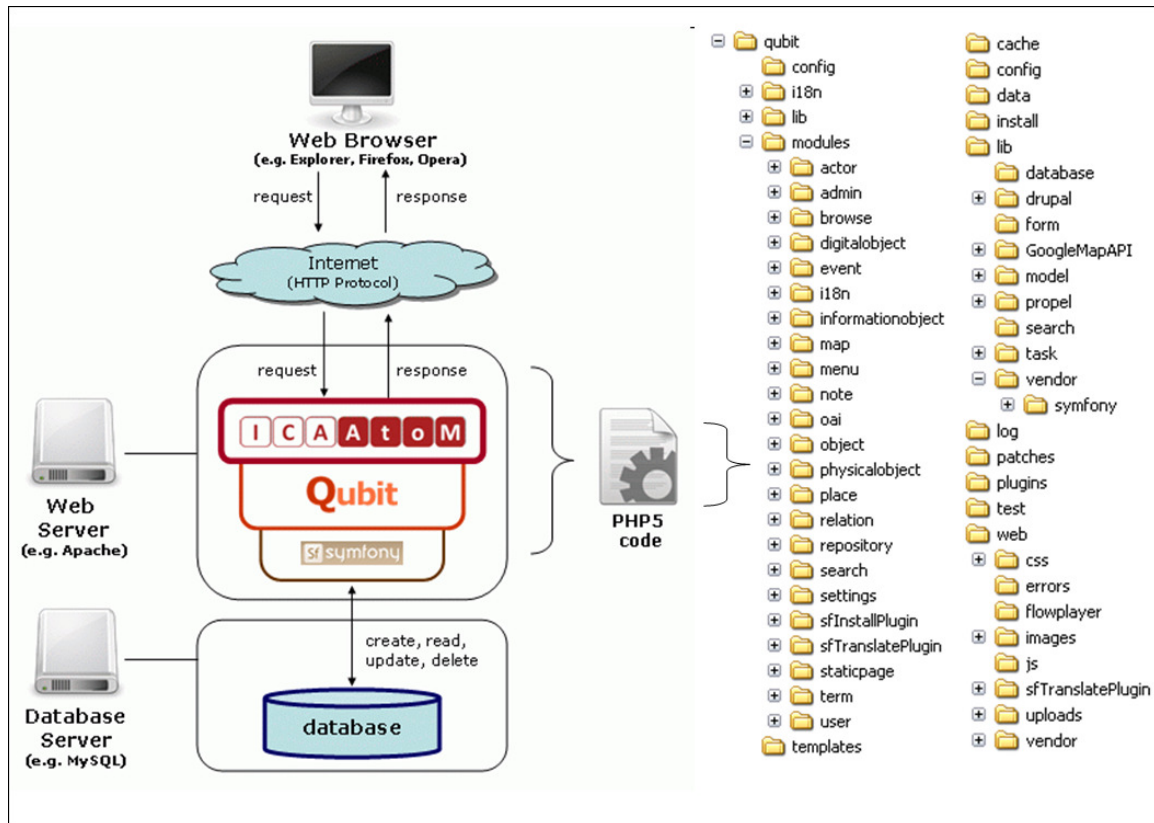 Web Browser
(e.g. Explorer, Firefox, Opera)
request
response
Internet
(HTTP Protocol)
request
response
ICAAtoM
Qubit
Sf symfony
Web
Server
(e.g. Apache)
PHP5
code
create, read,
update, delete
database
Database
Server
(e.g. MySQL)
qubit
config
i18n
lib
modules
actor
admin
browse
digitalobject
event
i18n
informationobject
map
menu
note
oai
object
physicalobject
place
relation
repository
search
settings
sfInstallPlugin
sfTranslatePlugin
staticpage
term
user
templates
cache
config
data
install
lib
database
drupal
form
GoogleMapAPI
model
propel
search
task
vendor
symfony
log
patches
plugins
test
web
css
errors
flowplayer
images
js
sfTranslatePlugin
uploads
vendor